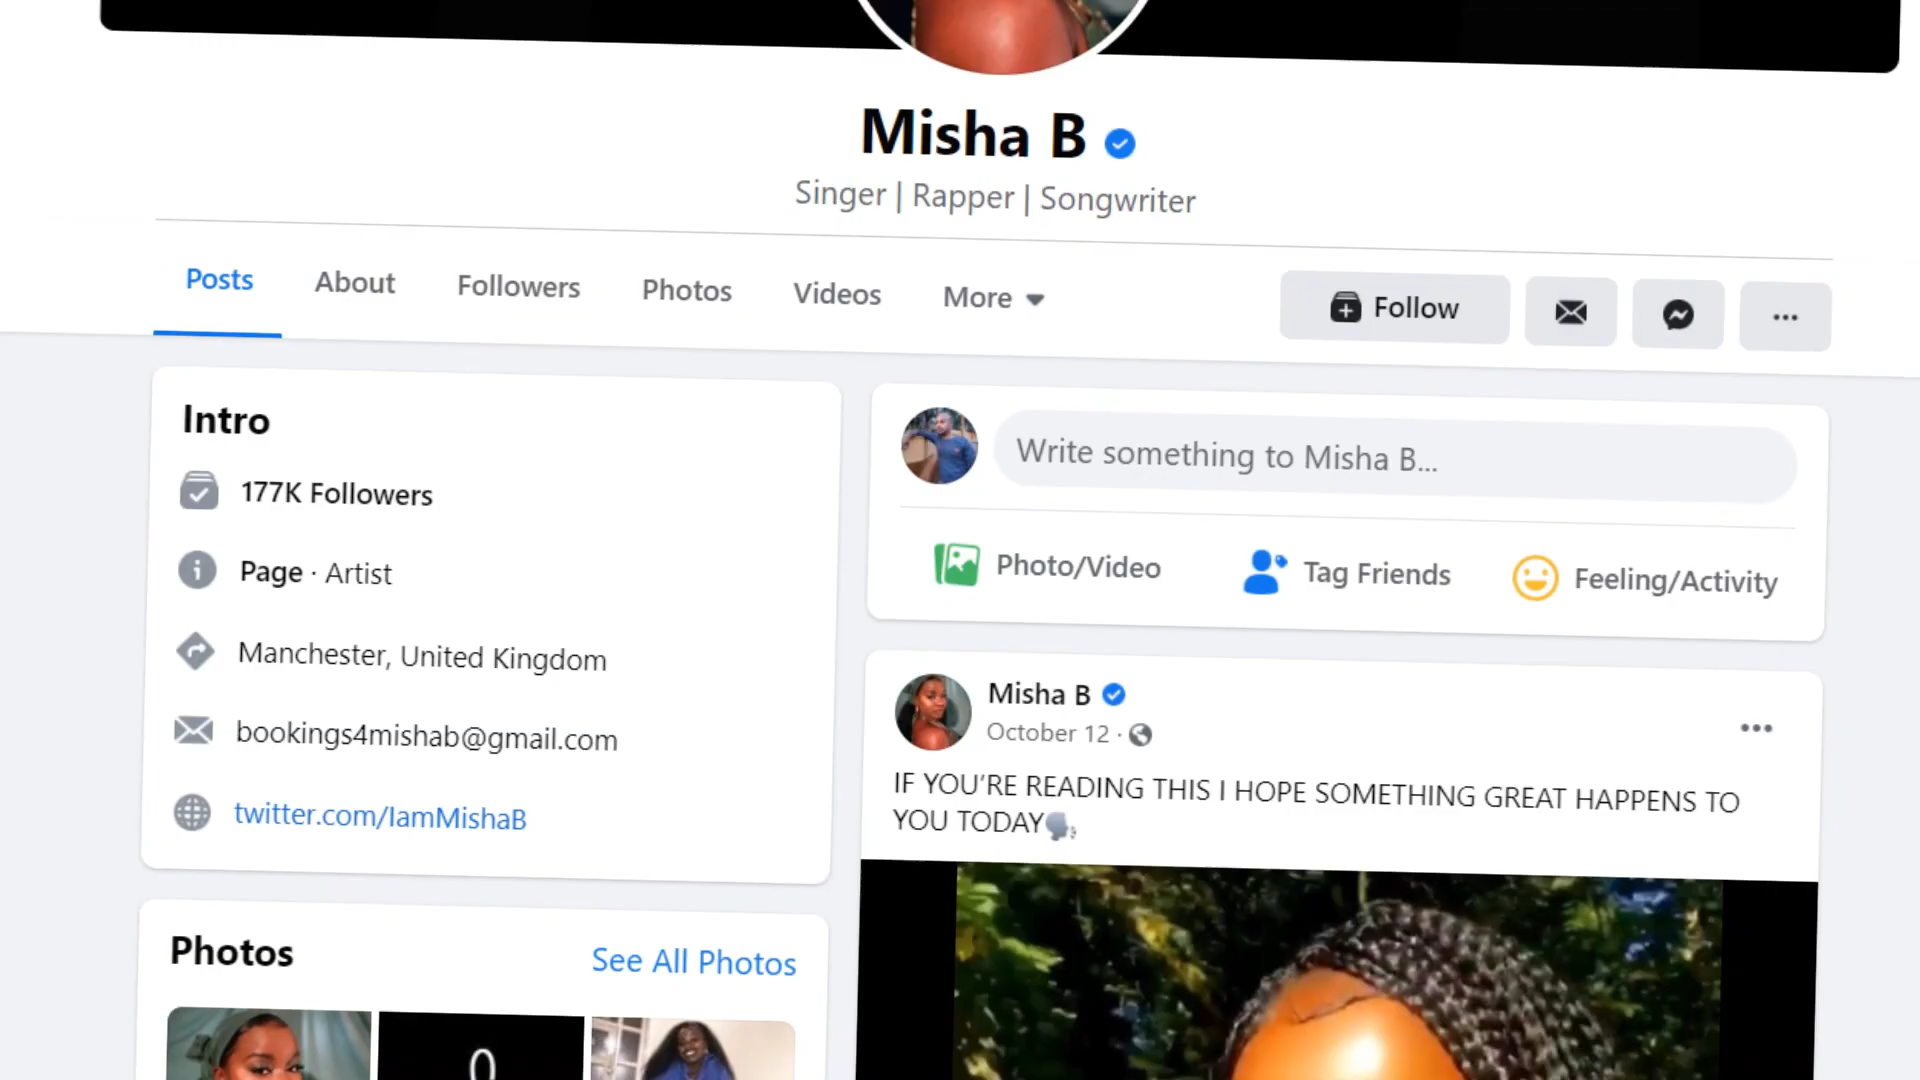 Misha B
Singer | Rapper | Songwriter
Posts
About
Followers
Photos
Videos
More
Follow
Intro
177K Followers
Page · Artist
Manchester, United Kingdom
bookings4mishab@gmail.com
twitter.com/IamMishaB
Photos
See All Photos
Write something to Misha B...
Photo/Video
Tag Friends
Feeling/Activity
Misha B
October 12 ·
IF YOU'RE READING THIS I HOPE SOMETHING GREAT HAPPENS TO
YOU TODAY🗣